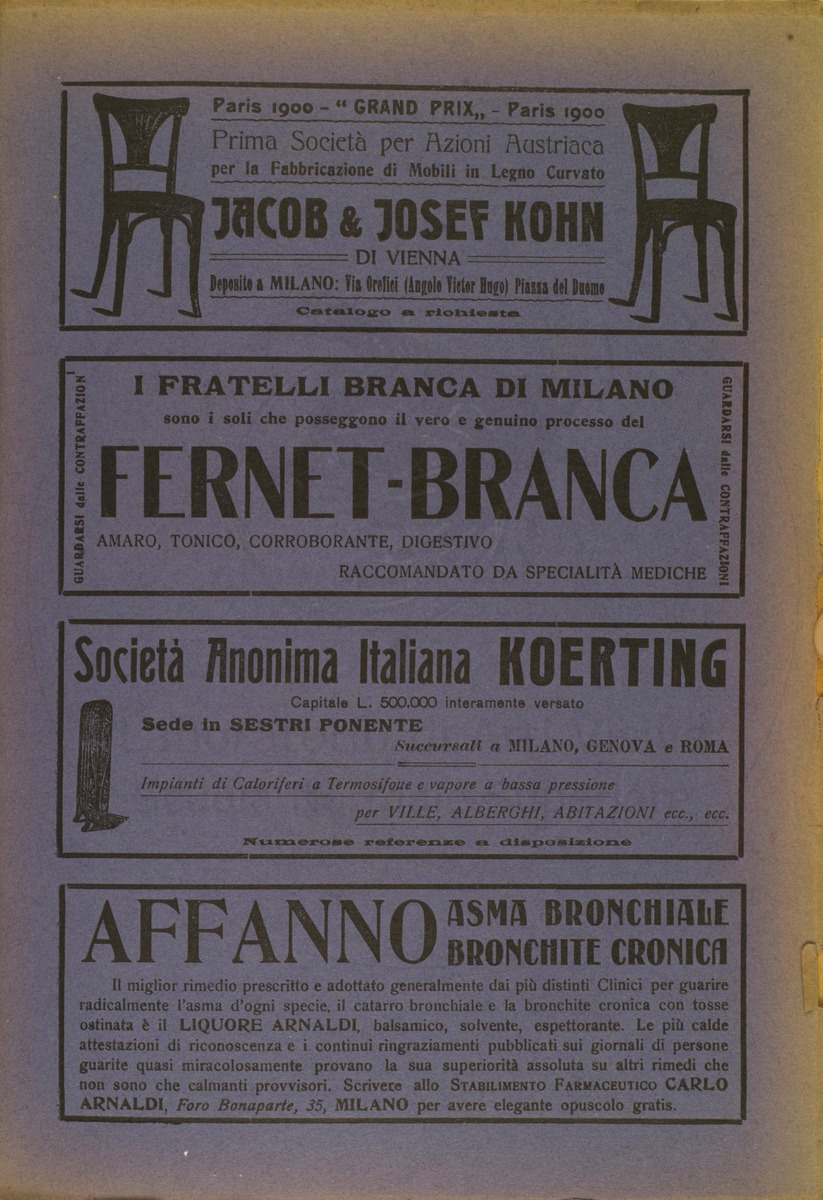 Paris 1900 - “ GRAND PRIX„ - Paris 1900
Prima Società per Azioni Austriaca
per la Fabbricazione di Mobili in Legno Curvato
JACOB & JOSEF KOHN
DI VIENNA
Deposito a MILANO: Via Orefici (Angolo Victor Hugo) Piazza del Duomo
Catalogo a richiesta
GUARDARSI dalle CONTRAFFAZIONI
I FRATELLI BRANCA DI MILANO
sono i soli che posseggono il vero e genuino processo del
FERNET-BRANCA
AMARO, TONICO, CORROBORANTE, DIGESTIVO
RACCOMANDATO DA SPECIALITÀ MEDICHE
GUARDARSI dalle CONTRAFFAZIONI
Società Anonima Italiana KOERTING
Capitale L. 500.000 interamente versato
Sede in SESTRI PONENTE
Succursali a MILANO, GENOVA e ROMA
Impianti di Caloriferi a Termosifone e vapore a bassa pressione
per VILLE, ALBERGHI, ABITAZIONI ecc., ecc.
Numerose referenze a disposizione
AFFANNO ASMA BRONCHIALE
BRONCHITE CRONICA
Il miglior rimedio prescritto e adottato generalmente dai più distinti Clinici per guarire
radicalmente l'asma d'ogni specie, il catarro bronchiale e la bronchite cronica con tosse
ostinata è il LIQUORE ARNALDI, balsamico, solvente, espettorante. Le più calde
attestazioni di riconoscenza e i continui ringraziamenti pubblicati sui giornali di persone
guarite quasi miracolosamente provano la sua superiorità assoluta su altri rimedi che
non sono che calmanti provvisori. Scrivere allo STABILIMENTO FARMACEUTICO CARLO
ARNALDI, Foro Bonaparte, 35, MILANO per avere elegante opuscolo gratis.